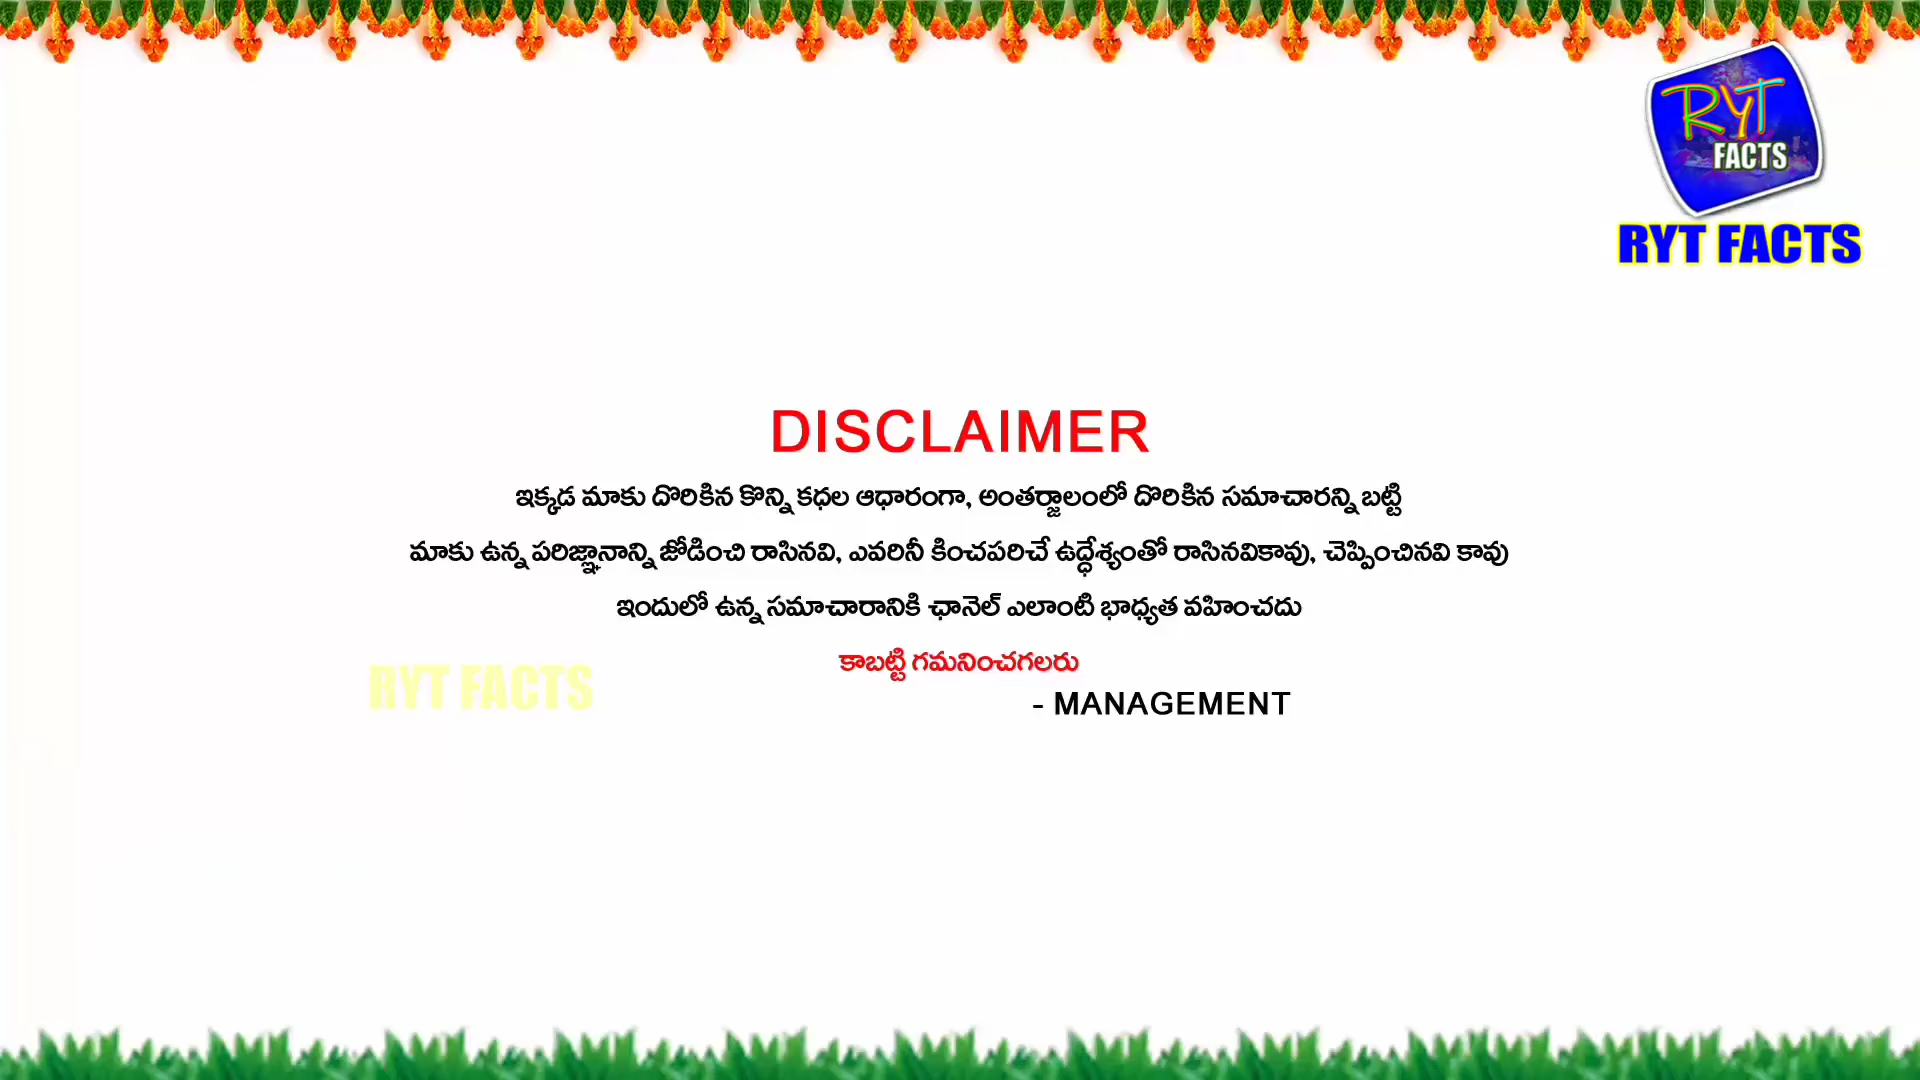 RYT
FACTS
RYT FACTS
DISCLAIMER
ఇక్కడ మాకు దొరికిన కొన్ని కధల ఆధారంగా, అంతర్జాలంలో దొరికిన సమాచారన్ని బట్టి
మాకు ఉన్న పరిజ్ఞానాన్ని జోడించి రాసినవి, ఎవరినీ కించపరిచే ఉద్ధేశ్యంతో రాసినవికావు, చెప్పించినవి కావు
ఇందులో ఉన్న సమాచారానికి ఛానెల్ ఎలాంటి భాధ్యత వహించదు
కాబట్టి గమనించగలరు
RYT FACTS
- MANAGEMENT